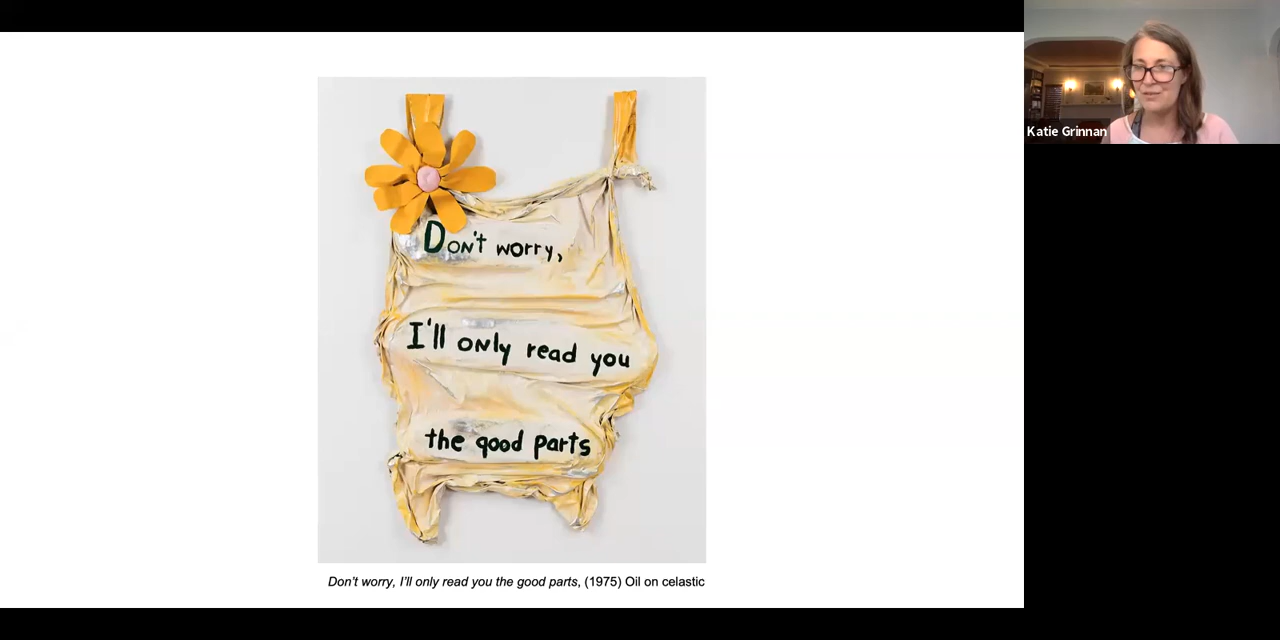 Don't worry,
I'll only read you
the good parts
Don't worry, I'll only read you the good parts, (1975) Oil on celastic
Katie Grinnan